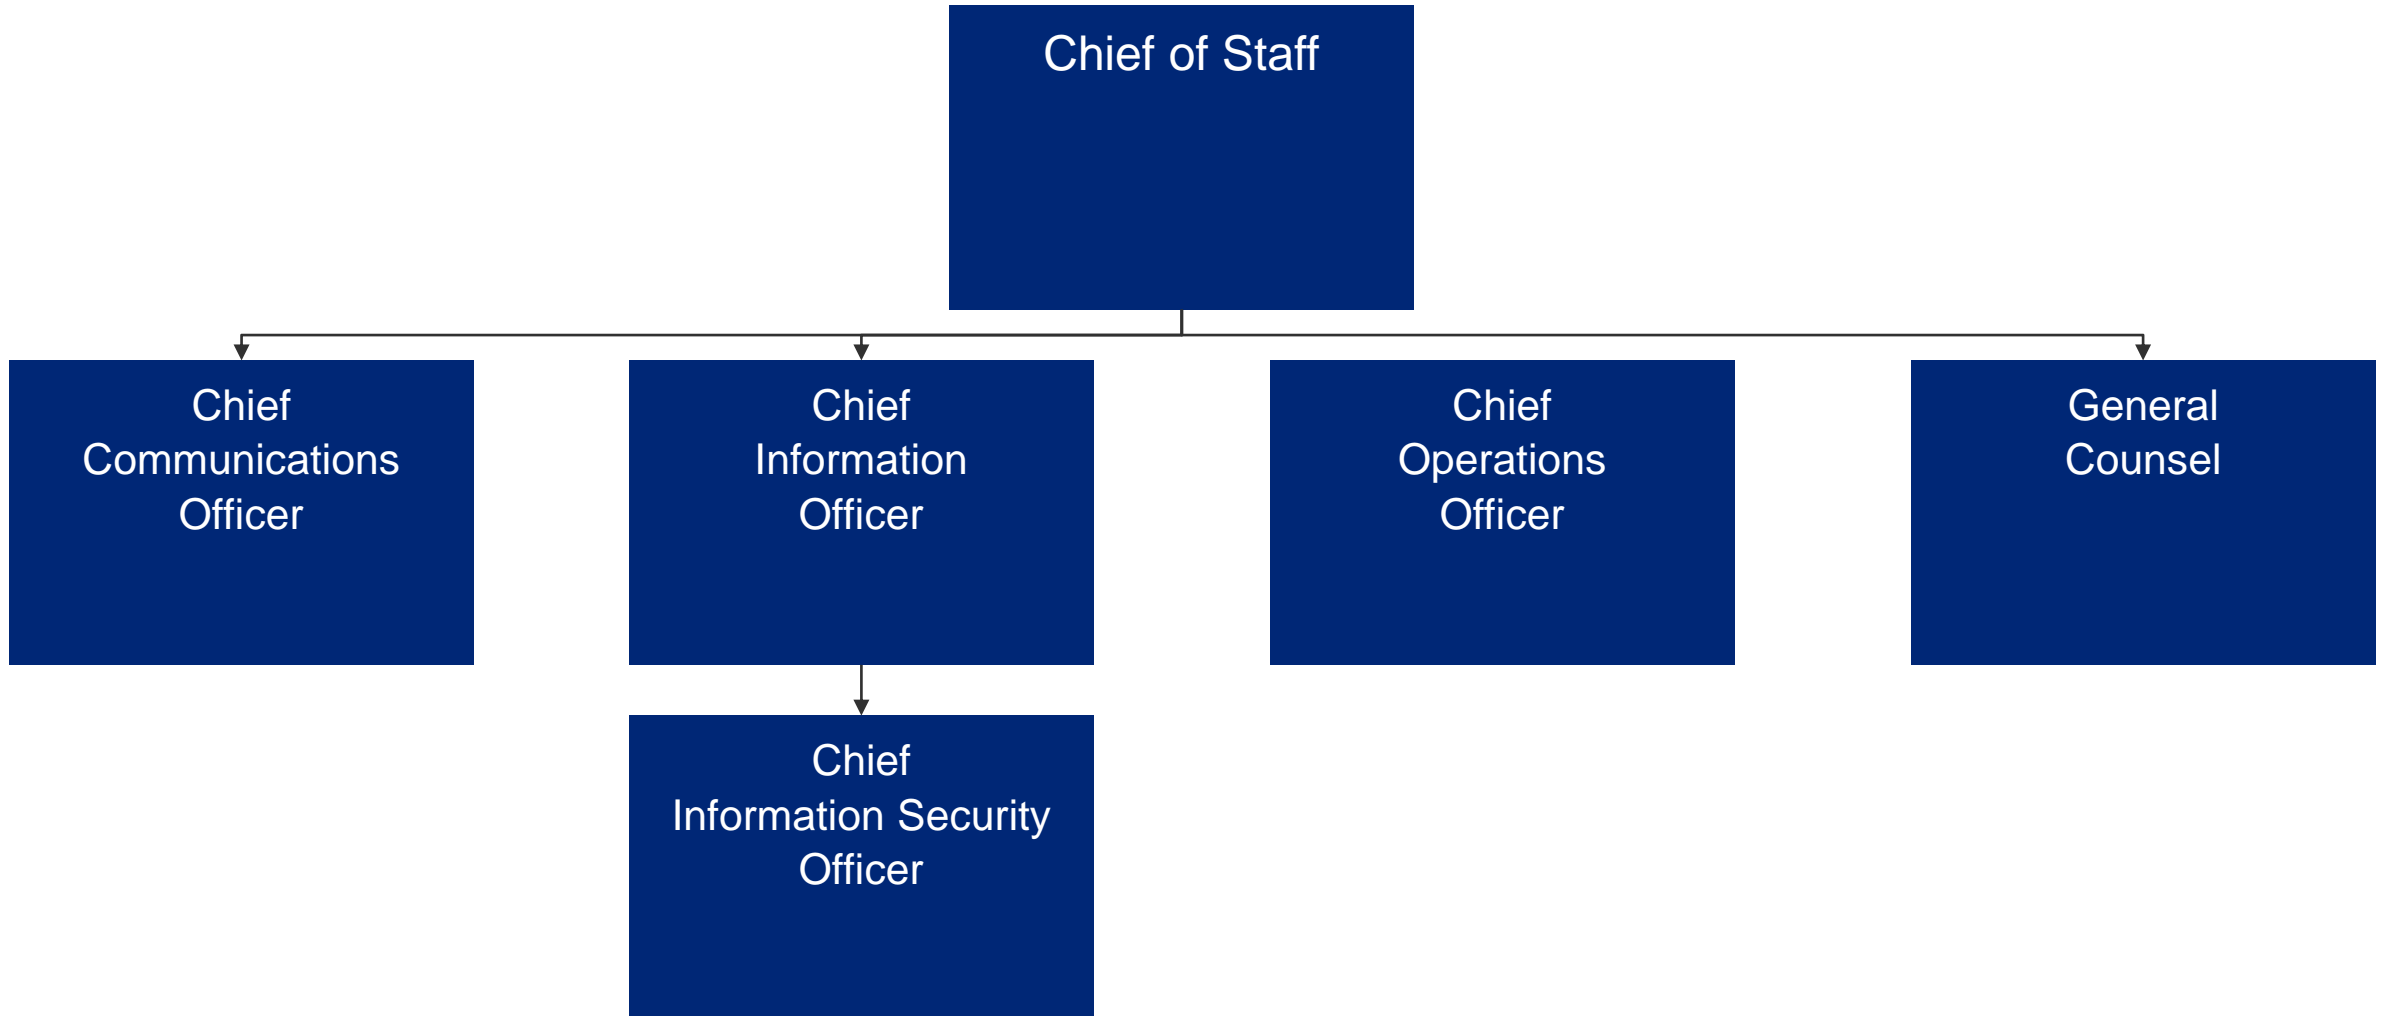 Chief of Staff
Chief
Communications
Officer
Chief
Information
Officer
Chief
Operations
Officer
General
Counsel
Chief
Information Security
Officer